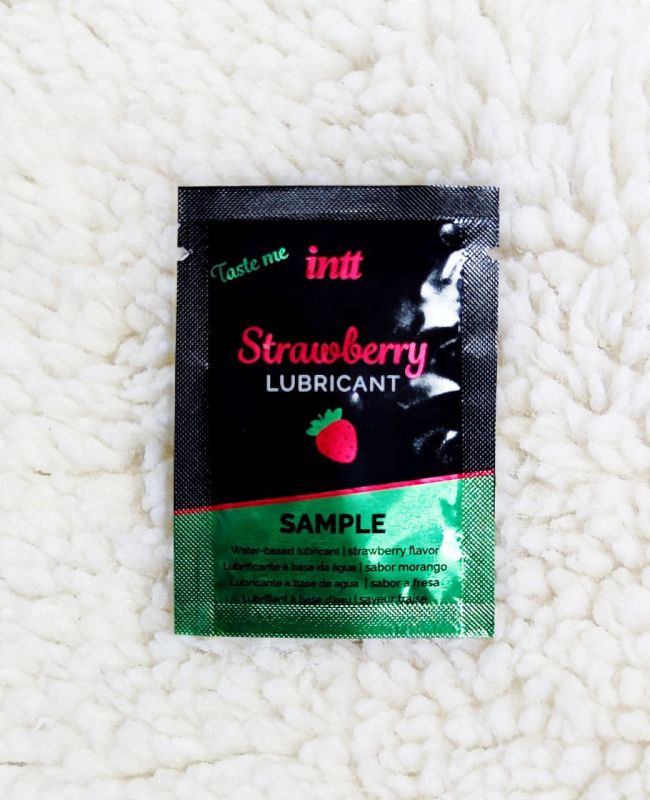 Taste me
intt
Strawberry
LUBRICANT
SAMPLE
Water-based lubricant | strawberry flavor
Lubrificante à base da água | sabor morango
Lubricante a base de agua | sabor a fresa
Lubrifiant à base d'eau | saveur fraise